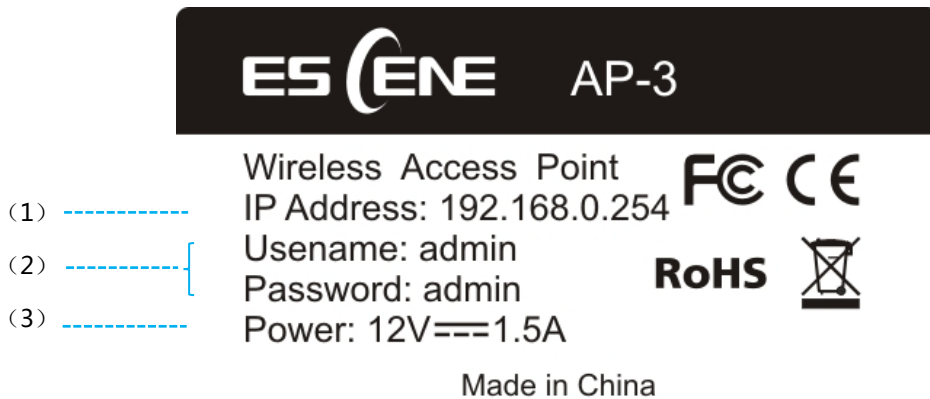 ESCENE AP-3
Wireless Access Point
FC CE
(1) IP Address: 192.168.0.254
(2) Usename: admin
Password: admin
RoHS
(3) Power: 12V⎓1.5A
Made in China